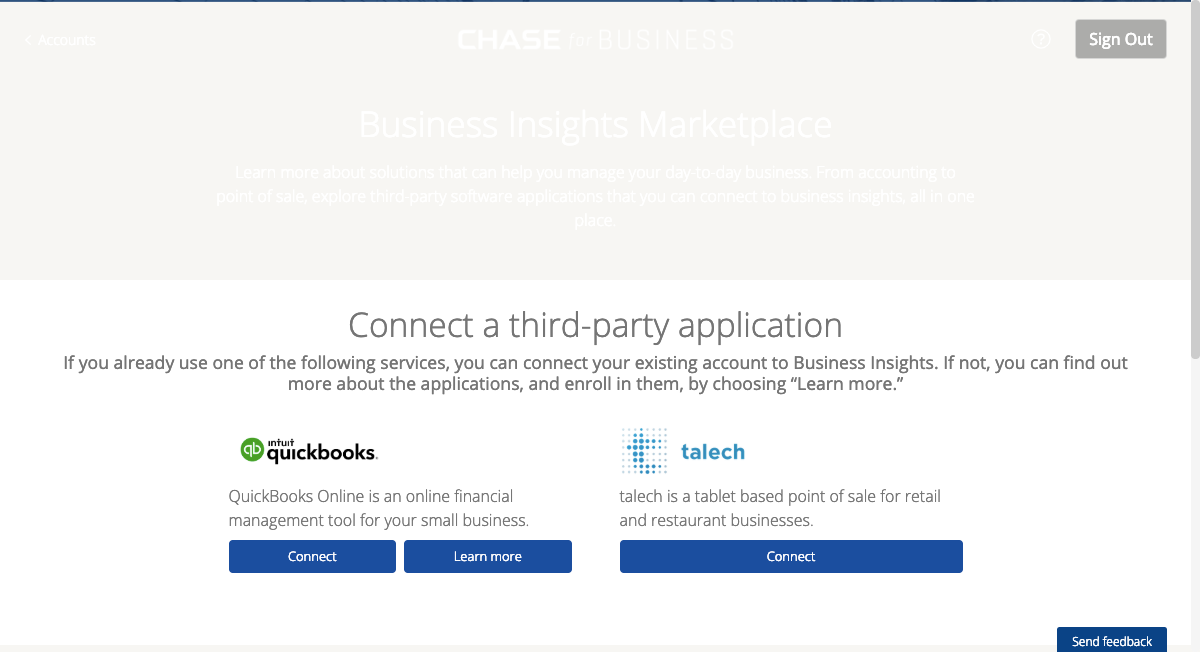 Accounts
CHASE for BUSINESS
Sign Out
Business Insights Marketplace
Learn more about solutions that can help you manage your day-to-day business. From accounting to
point of sale, explore third-party software applications that you can connect to business insights, all in one
place.
Connect a third-party application
If you already use one of the following services, you can connect your existing account to Business Insights. If not, you can find out
more about the applications, and enroll in them, by choosing “Learn more.”
qb intuit quickbooks.
talech
QuickBooks Online is an online financial
management tool for your small business.
talech is a tablet based point of sale for retail
and restaurant businesses.
Connect
Learn more
Connect
Send feedback